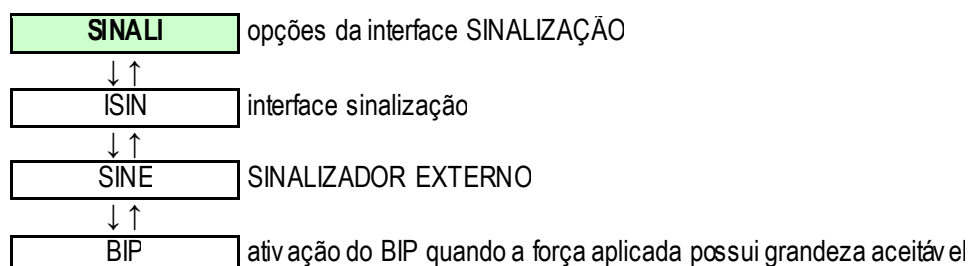 SINALI opções da interface SINALIZAÇÃO
↓ ↑
ISIN interface sinalização
↓ ↑
SINE SINALIZADOR EXTERNO
↓ ↑
BIP ativação do BIP quando a força aplicada possui grandeza aceitável